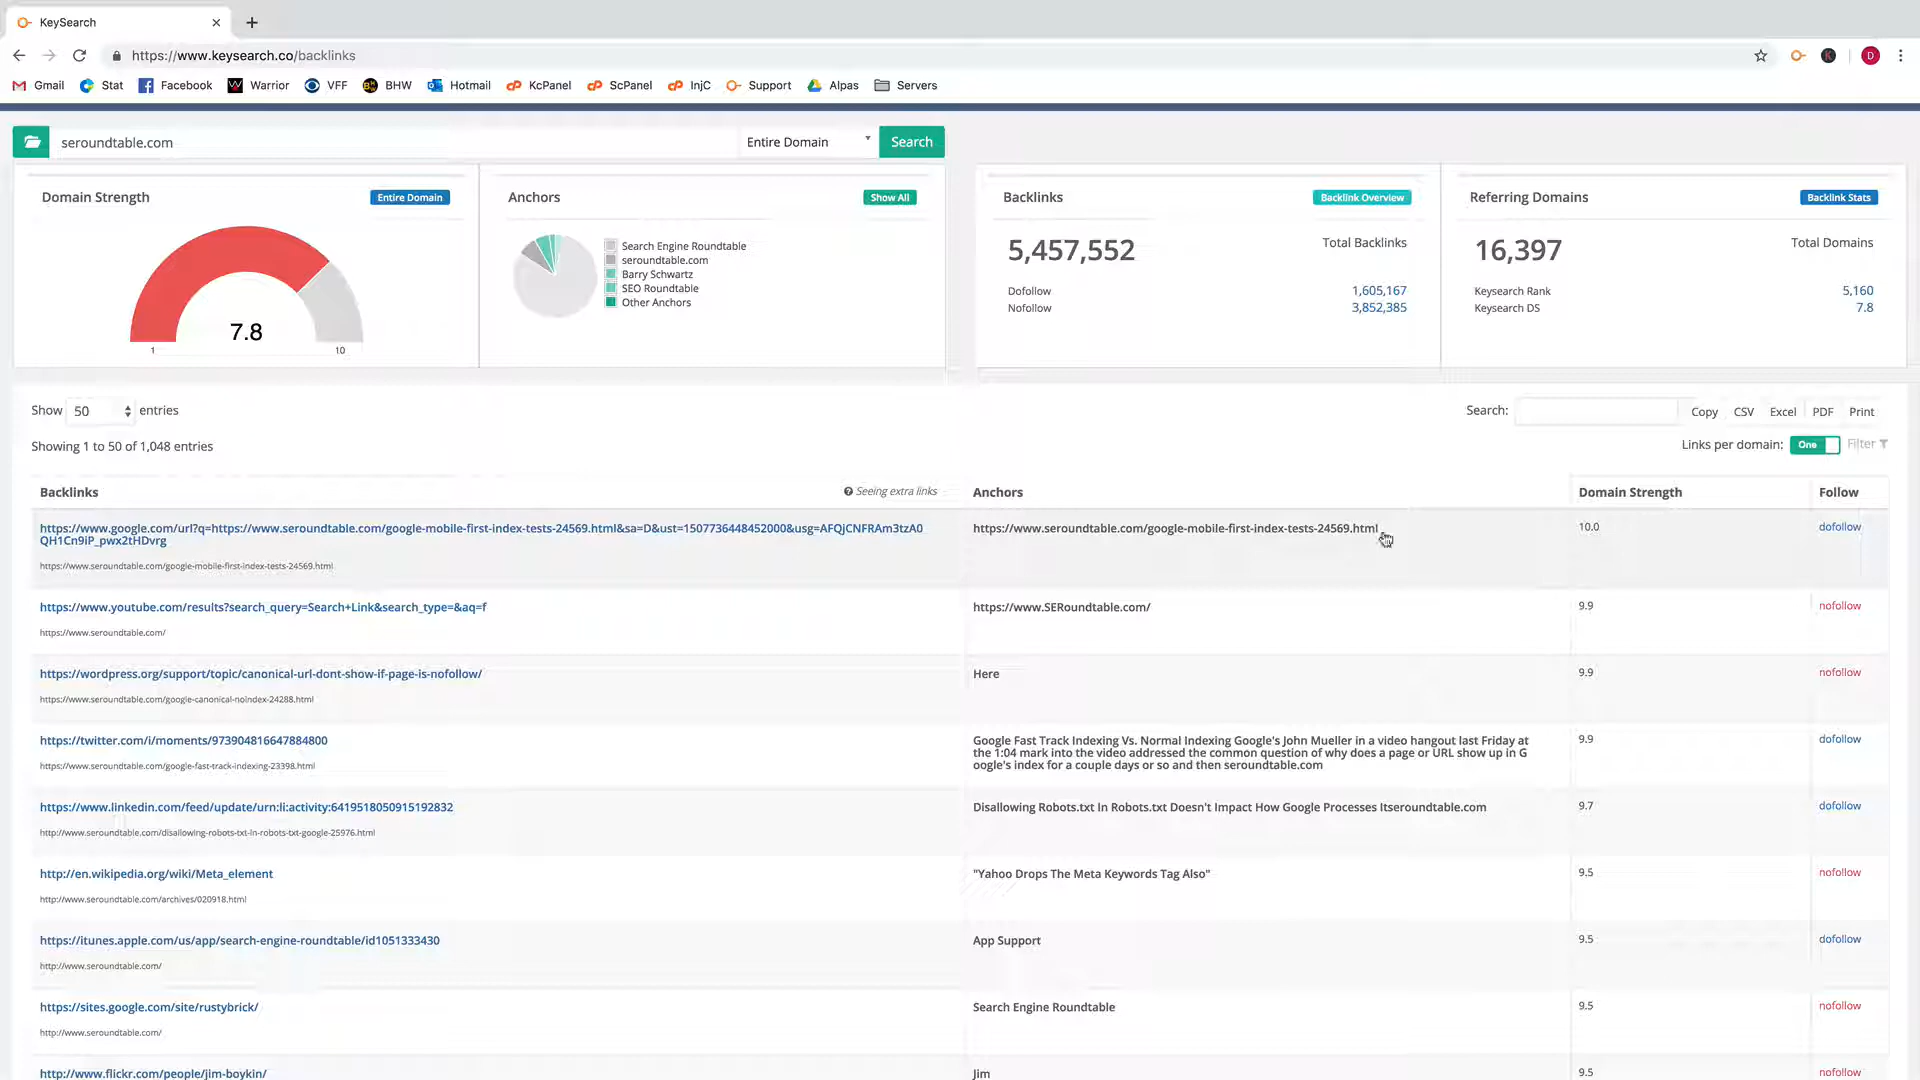 KeySearch
https://www.keysearch.co/backlinks
D
Gmail Stat Facebook Warrior VFF BHW Hotmail KcPanel ScPanel InjC Support Alpas Servers
seroundtable.com Entire Domain Search
Domain Strength Entire Domain
7.8
1 10
Anchors Show All
Search Engine Roundtable
seroundtable.com
Barry Schwartz
SEO Roundtable
Other Anchors
Backlinks Backlink Overview
5,457,552 Total Backlinks
Dofollow 1,605,167
Nofollow 3,852,385
Referring Domains Backlink Stats
16,397 Total Domains
Keysearch Rank 5,160
Keysearch DS 7.8
Show 50 entries Search: Copy CSV Excel PDF Print
Showing 1 to 50 of 1,048 entries Links per domain: One Filter
Backlinks Seeing extra links Anchors Domain Strength Follow
https://www.google.com/url?q=https://www.seroundtable.com/google-mobile-first-index-tests-24569.html&sa=D&ust=1507736448452000&usg=AFQjCNFRAm3tzA0 https://www.seroundtable.com/google-mobile-first-index-tests-24569.html 10.0 dofollow
QH1Cn9iP_pwx2tHDvrg
https://www.seroundtable.com/google-mobile-first-index-tests-24569.html
https://www.youtube.com/results?search_query=Search+Link&search_type=&aq=f https://www.SERoundtable.com/ 9.9 nofollow
https://www.seroundtable.com/
https://wordpress.org/support/topic/canonical-url-dont-show-if-page-is-nofollow/ Here 9.9 nofollow
https://www.seroundtable.com/google-canonical-noindex-24288.html
https://twitter.com/i/moments/973904816647884800 Google Fast Track Indexing Vs. Normal Indexing Google's John Mueller in a video hangout last Friday at 9.9 dofollow
the 1:04 mark into the video addressed the common question of why does a page or URL show up in G
https://www.seroundtable.com/google-fast-track-indexing-23398.html oogle's index for a couple days or so and then seroundtable.com
https://www.linkedin.com/feed/update/urn:li:activity:6419518050915192832 Disallowing Robots.txt In Robots.txt Doesn't Impact How Google Processes Itseroundtable.com 9.7 dofollow
http://www.seroundtable.com/disallowing-robots-txt-in-robots-txt-google-25976.html
http://en.wikipedia.org/wiki/Meta_element "Yahoo Drops The Meta Keywords Tag Also" 9.5 nofollow
http://www.seroundtable.com/archives/020918.html
https://itunes.apple.com/us/app/search-engine-roundtable/id1051333430 App Support 9.5 dofollow
http://www.seroundtable.com/
https://sites.google.com/site/rustybrick/ Search Engine Roundtable 9.5 nofollow
http://www.seroundtable.com/
http://www.flickr.com/people/jim-boykin/ Jim 9.5 nofollow